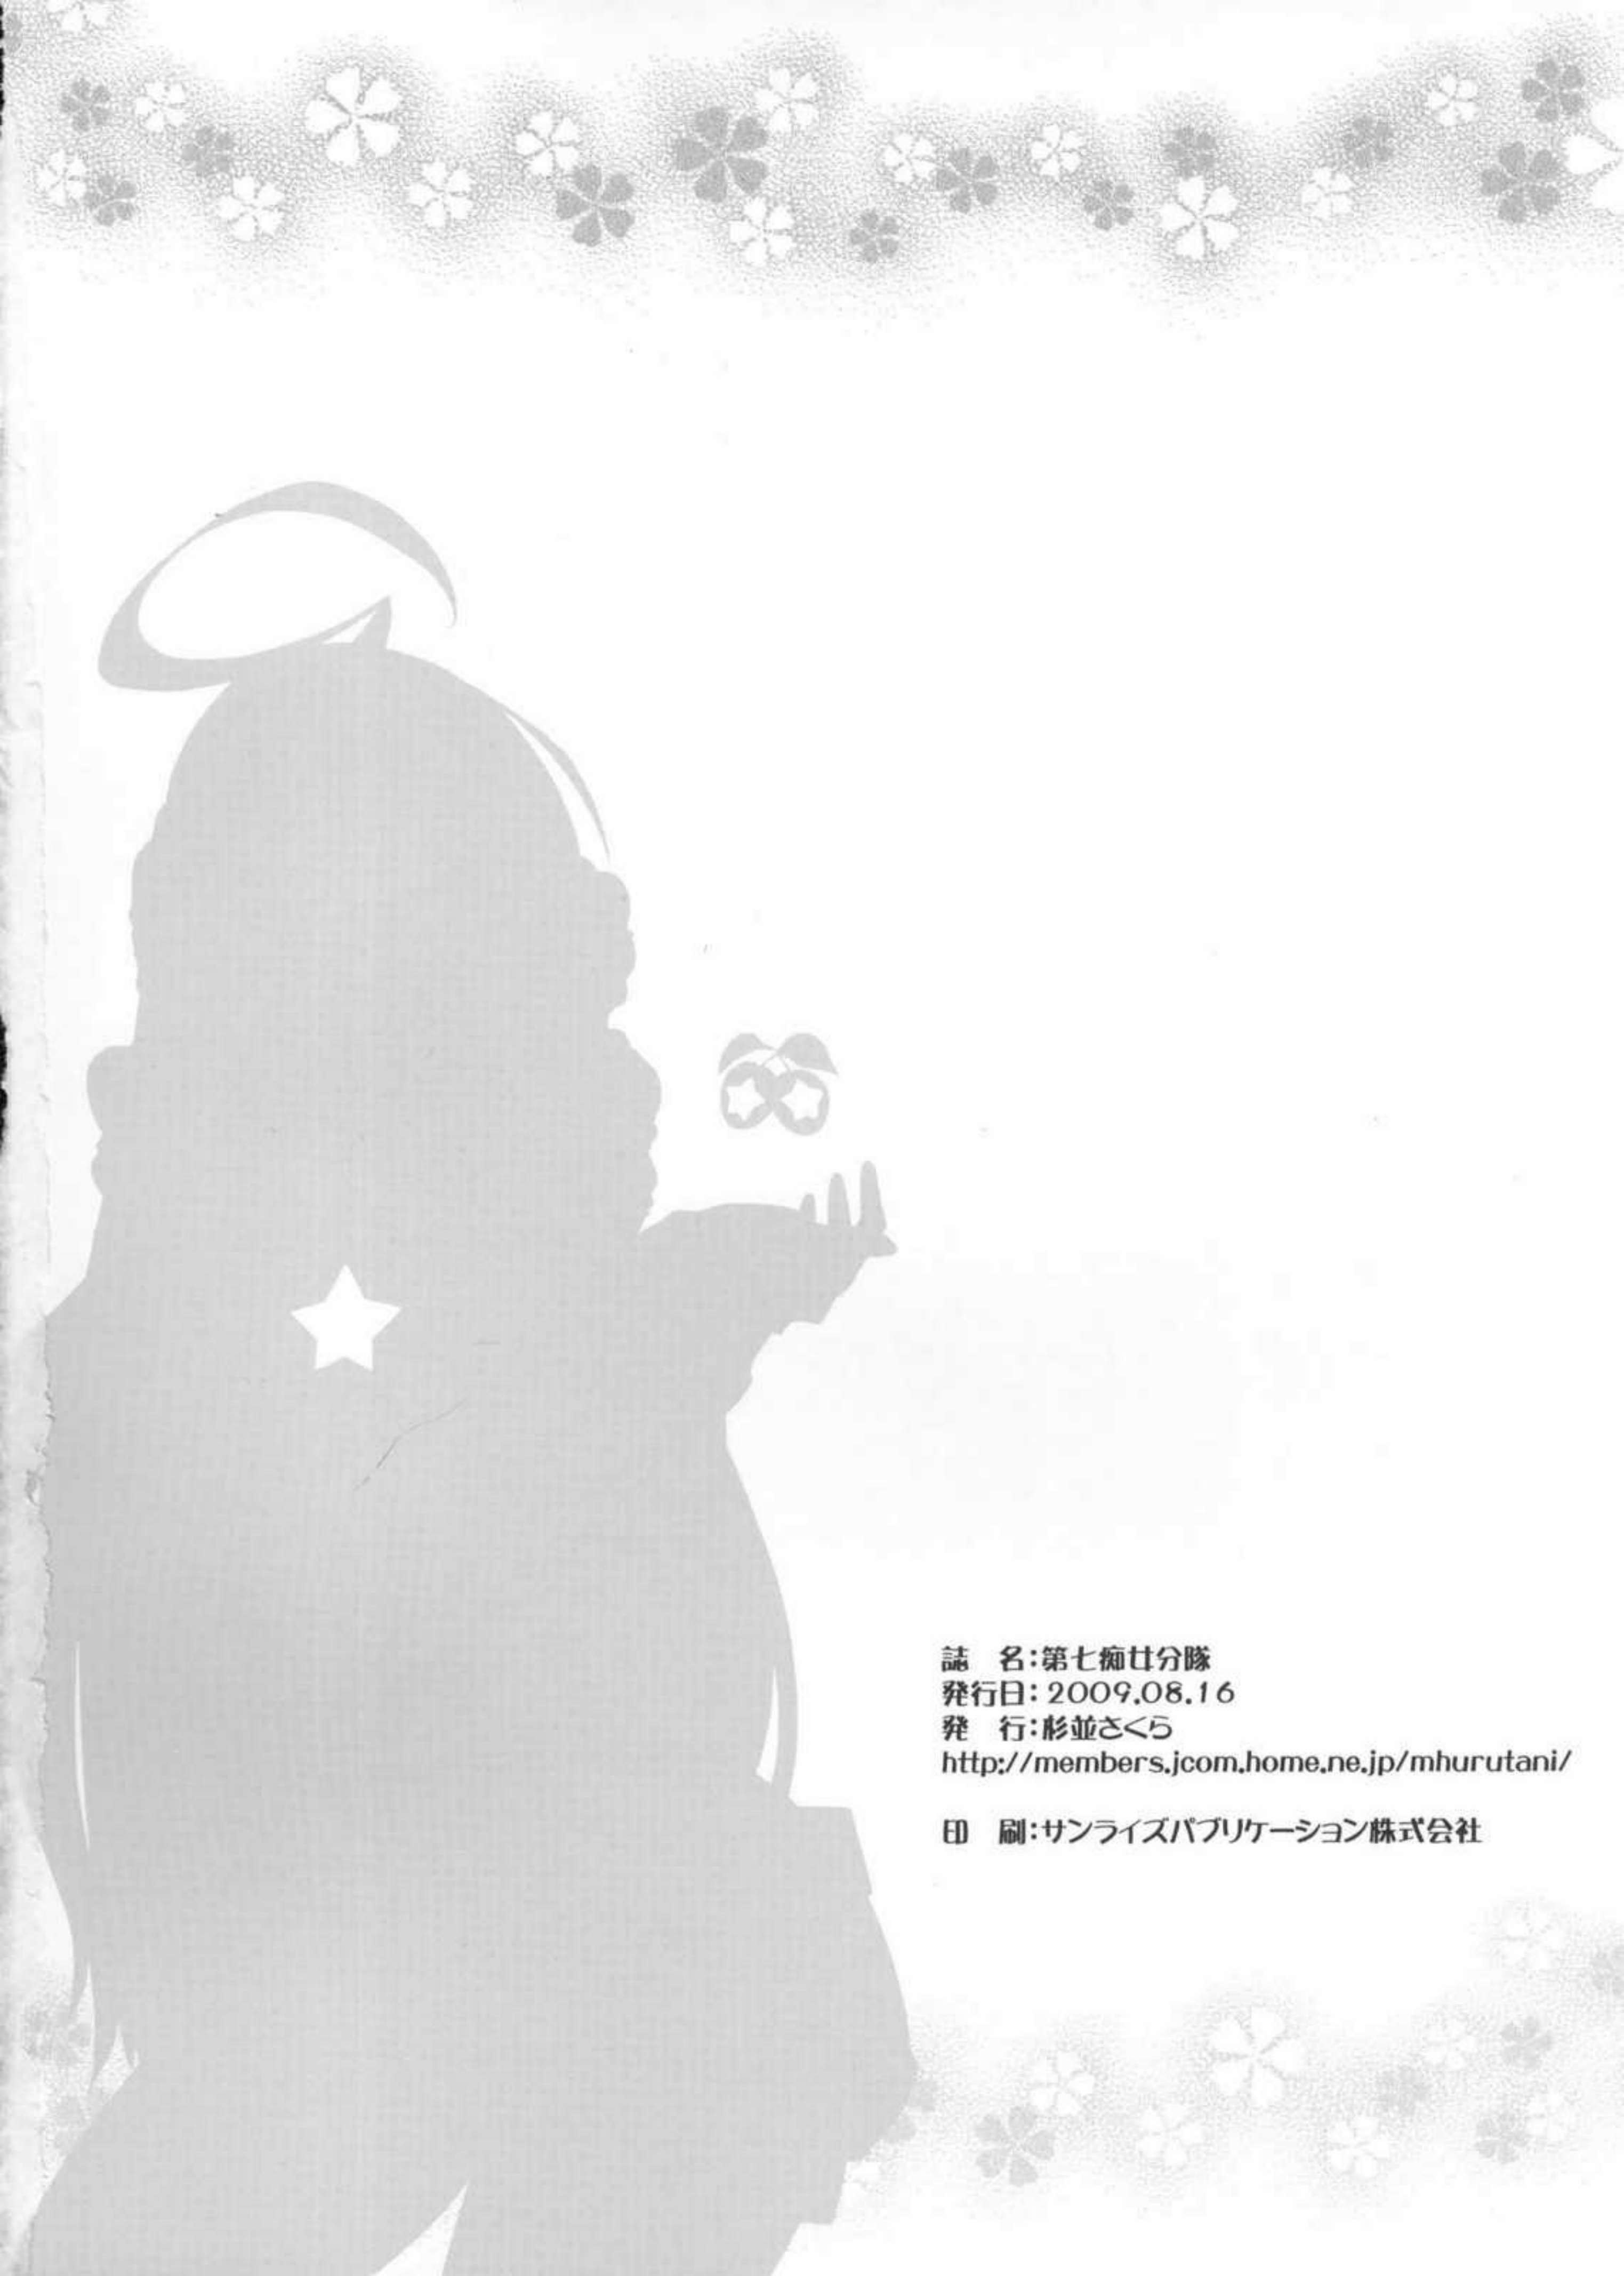 誌　名：第七痴女分隊
発行日：2009.08.16
発　行：杉並さくら
http://members.jcom.home.ne.jp/mhurutani/
印　刷：サンライズパブリケーション株式会社